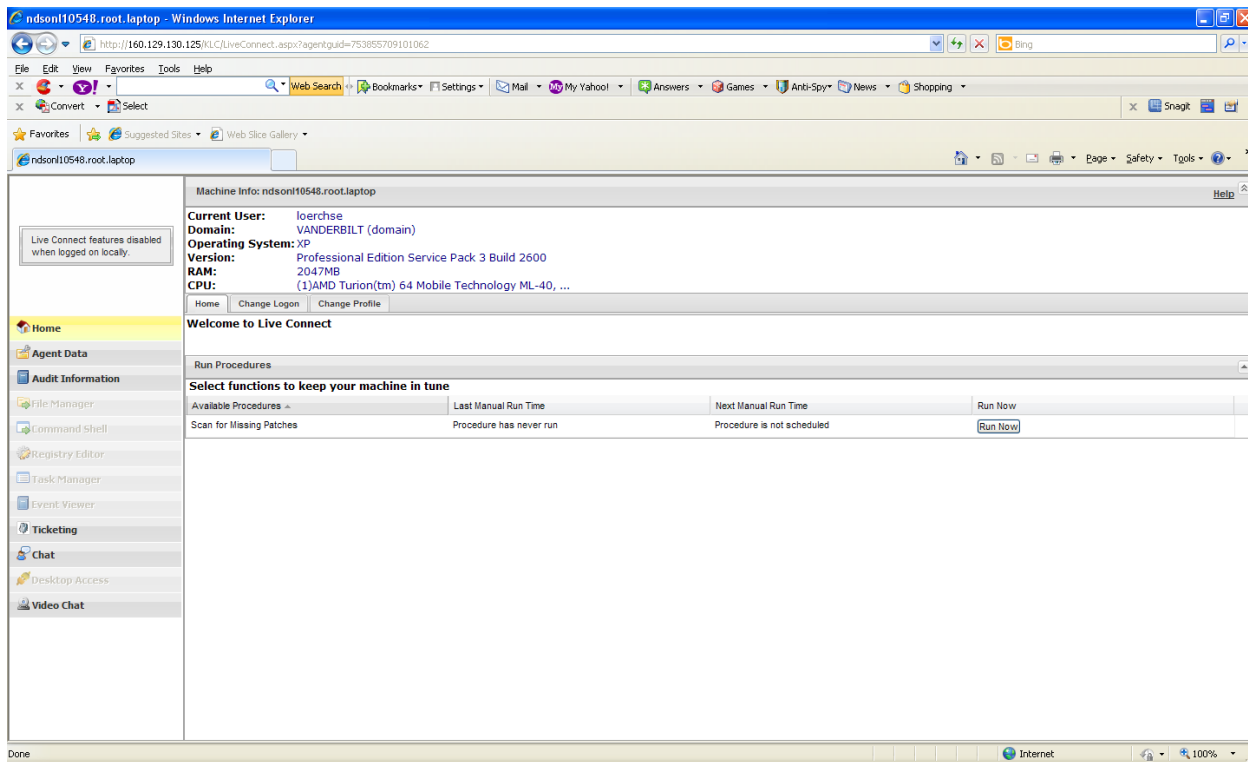 ndsonl10548.root.laptop - Windows Internet Explorer
http://160.129.130.125/KLC/LiveConnect.aspx?agentguid=753855709101062
Bing
File Edit View Favorites Tools Help
Web Search Bookmarks Settings Mail My Yahoo! Answers Games Anti-Spy News Shopping
Convert Select
Snagit
Favorites Suggested Sites Web Slice Gallery
ndsonl10548.root.laptop
Page Safety Tools
Machine Info: ndsonl10548.root.laptop
Help
Live Connect features disabled
when logged on locally.
Current User: loerchse
Domain: VANDERBILT (domain)
Operating System: XP
Version: Professional Edition Service Pack 3 Build 2600
RAM: 2047MB
CPU: (1)AMD Turion(tm) 64 Mobile Technology ML-40, ...
Home Change Logon Change Profile
Welcome to Live Connect
Home
Agent Data
Audit Information
File Manager
Command Shell
Registry Editor
Task Manager
Event Viewer
Ticketing
Chat
Desktop Access
Video Chat
Run Procedures
Select functions to keep your machine in tune
Available Procedures Last Manual Run Time Next Manual Run Time Run Now
Scan for Missing Patches Procedure has never run Procedure is not scheduled Run Now
Done Internet 100%